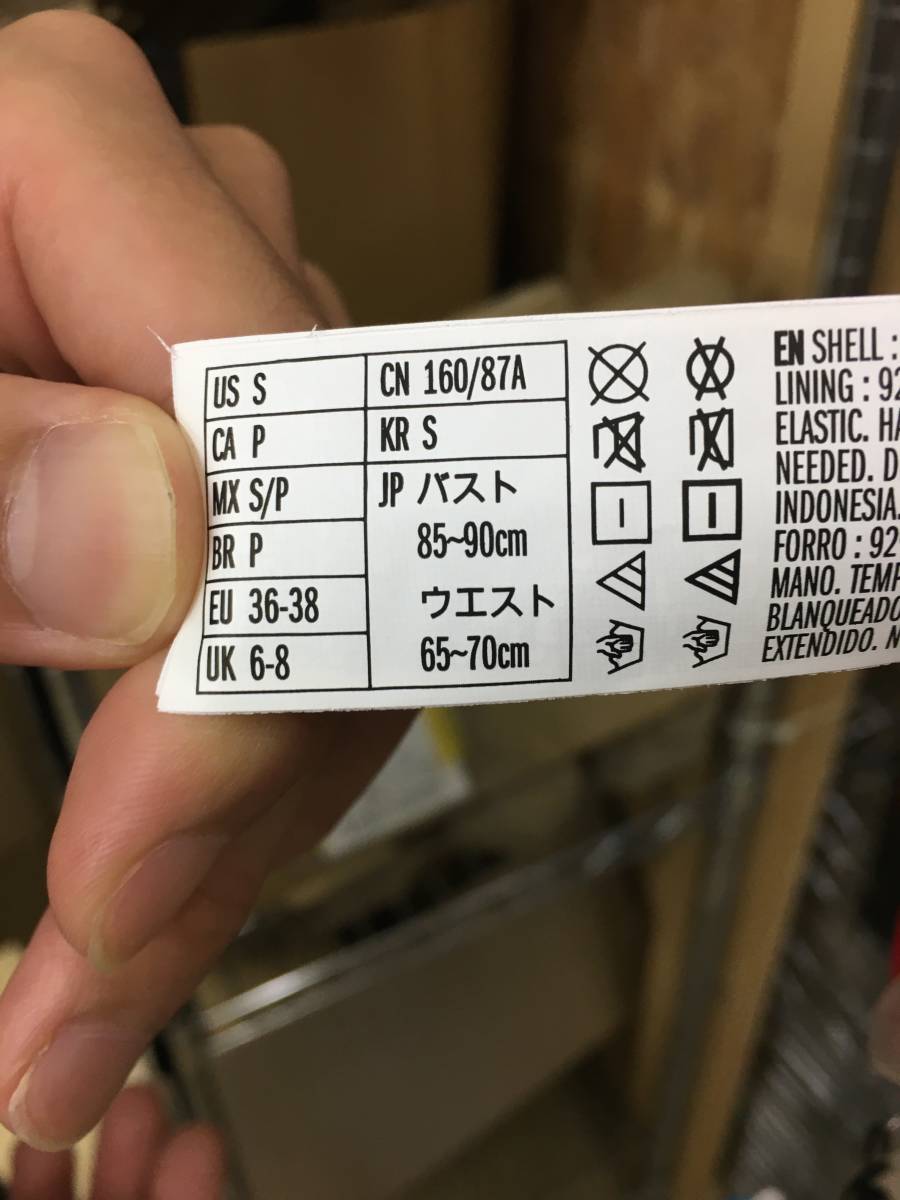 US S
CA P
MX S/P
BR P
EU 36-38
UK 6-8
CN 160/87A
KR S
JP バスト
85~90cm
ウエスト
65~70cm
EN SHELL :
LINING : 92
ELASTIC. HA
NEEDED. D
INDONESIA.
FORRO : 92
MANO. TEMP
BLANQUEADO
EXTENDIDO. N